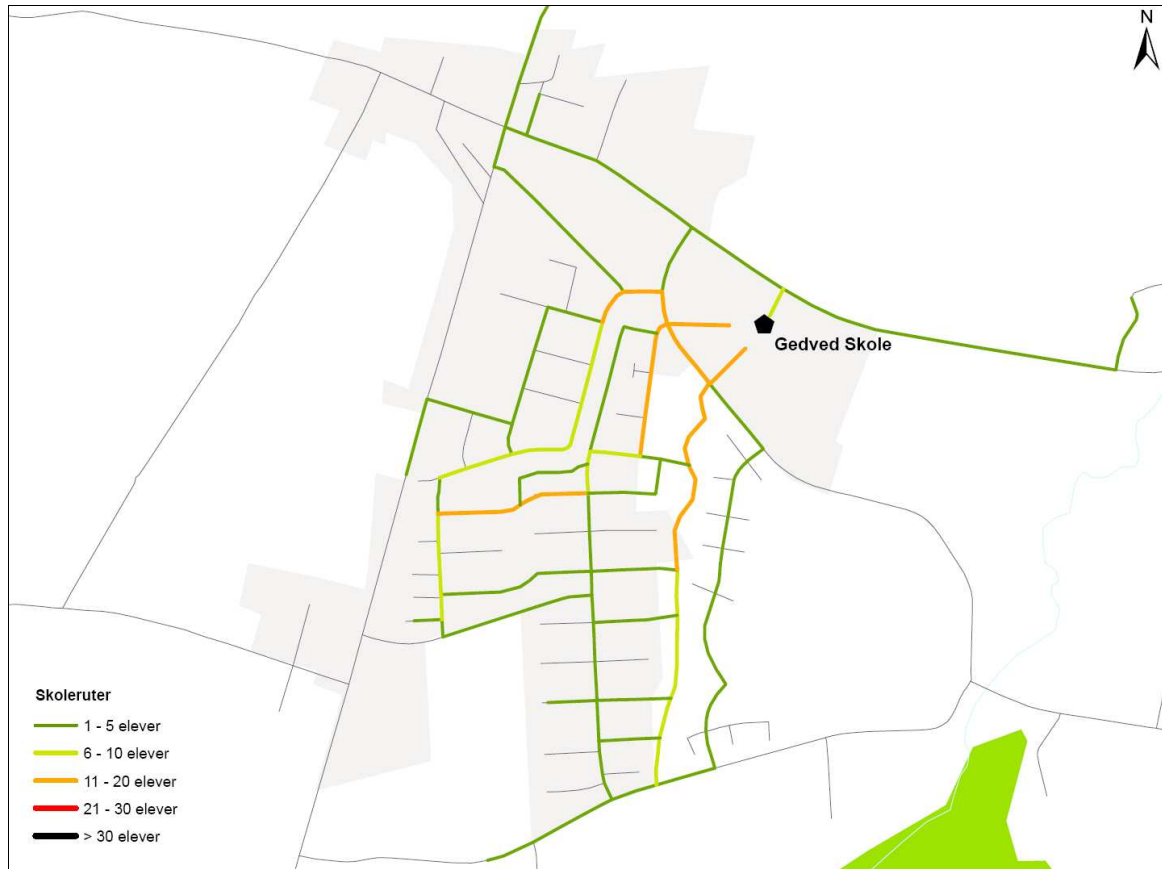 N
Gedved Skole
Skoleruter
1 - 5 elever
6 - 10 elever
11 - 20 elever
21 - 30 elever
> 30 elever